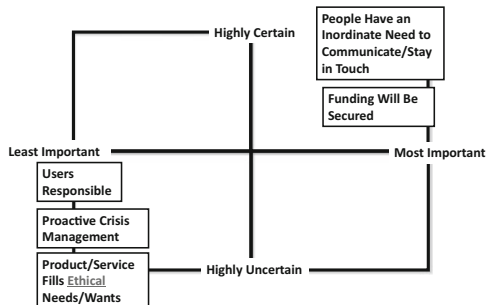 Highly Certain
People Have an
Inordinate Need to
Communicate/Stay
in Touch
Funding Will Be
Secured
Least Important
Most Important
Users
Responsible
Proactive Crisis
Management
Product/Service
Fills Ethical
Needs/Wants
Highly Uncertain